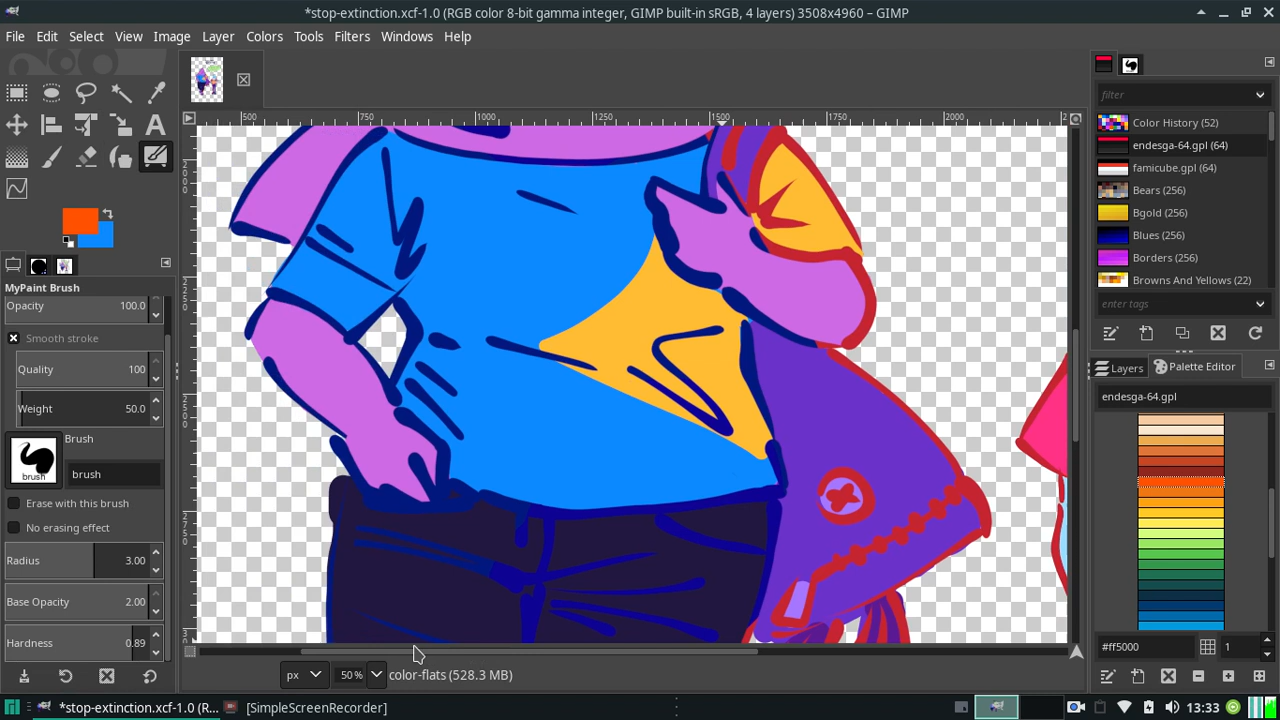 *stop-extinction.xcf-1.0 (RGB color 8-bit gamma integer, GIMP built-in sRGB, 4 layers) 3508x4960 – GIMP
File Edit Select View Image Layer Colors Tools Filters Windows Help
500 750 1000 1250 1500 1750 2000
MyPaint Brush
Opacity 100.0
Smooth stroke
Quality 100
Weight 50.0
Brush
brush
brush
Erase with this brush
No erasing effect
Radius 3.00
Base Opacity 2.00
Hardness 0.89
2000
2250
2500
2750
px 50% color-flats (528.3 MB)
filter
Color History (52)
endesga-64.gpl (64)
famicube.gpl (64)
Bears (256)
Bgold (256)
Blues (256)
Borders (256)
Browns And Yellows (22)
enter tags
Layers Palette Editor
endesga-64.gpl
#ff5000 1
*stop-extinction.xcf-1.0 (R... [SimpleScreenRecorder] 13:33